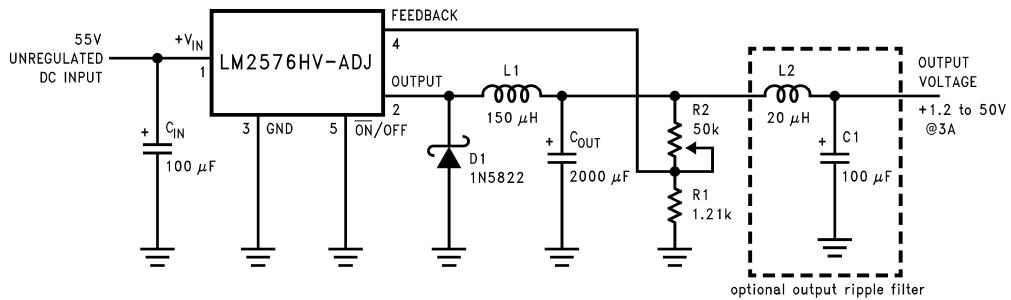 55V
UNREGULATED
DC INPUT
+VIN
1
LM2576HV-ADJ
FEEDBACK
4
OUTPUT
2
3
GND
5
ON/OFF
+
CIN
100 μF
D1
1N5822
L1
150 μH
+
COUT
2000 μF
R2
50k
R1
1.21k
L2
20 μH
+
C1
100 μF
OUTPUT
VOLTAGE
+1.2 to 50V
@3A
optional output ripple filter